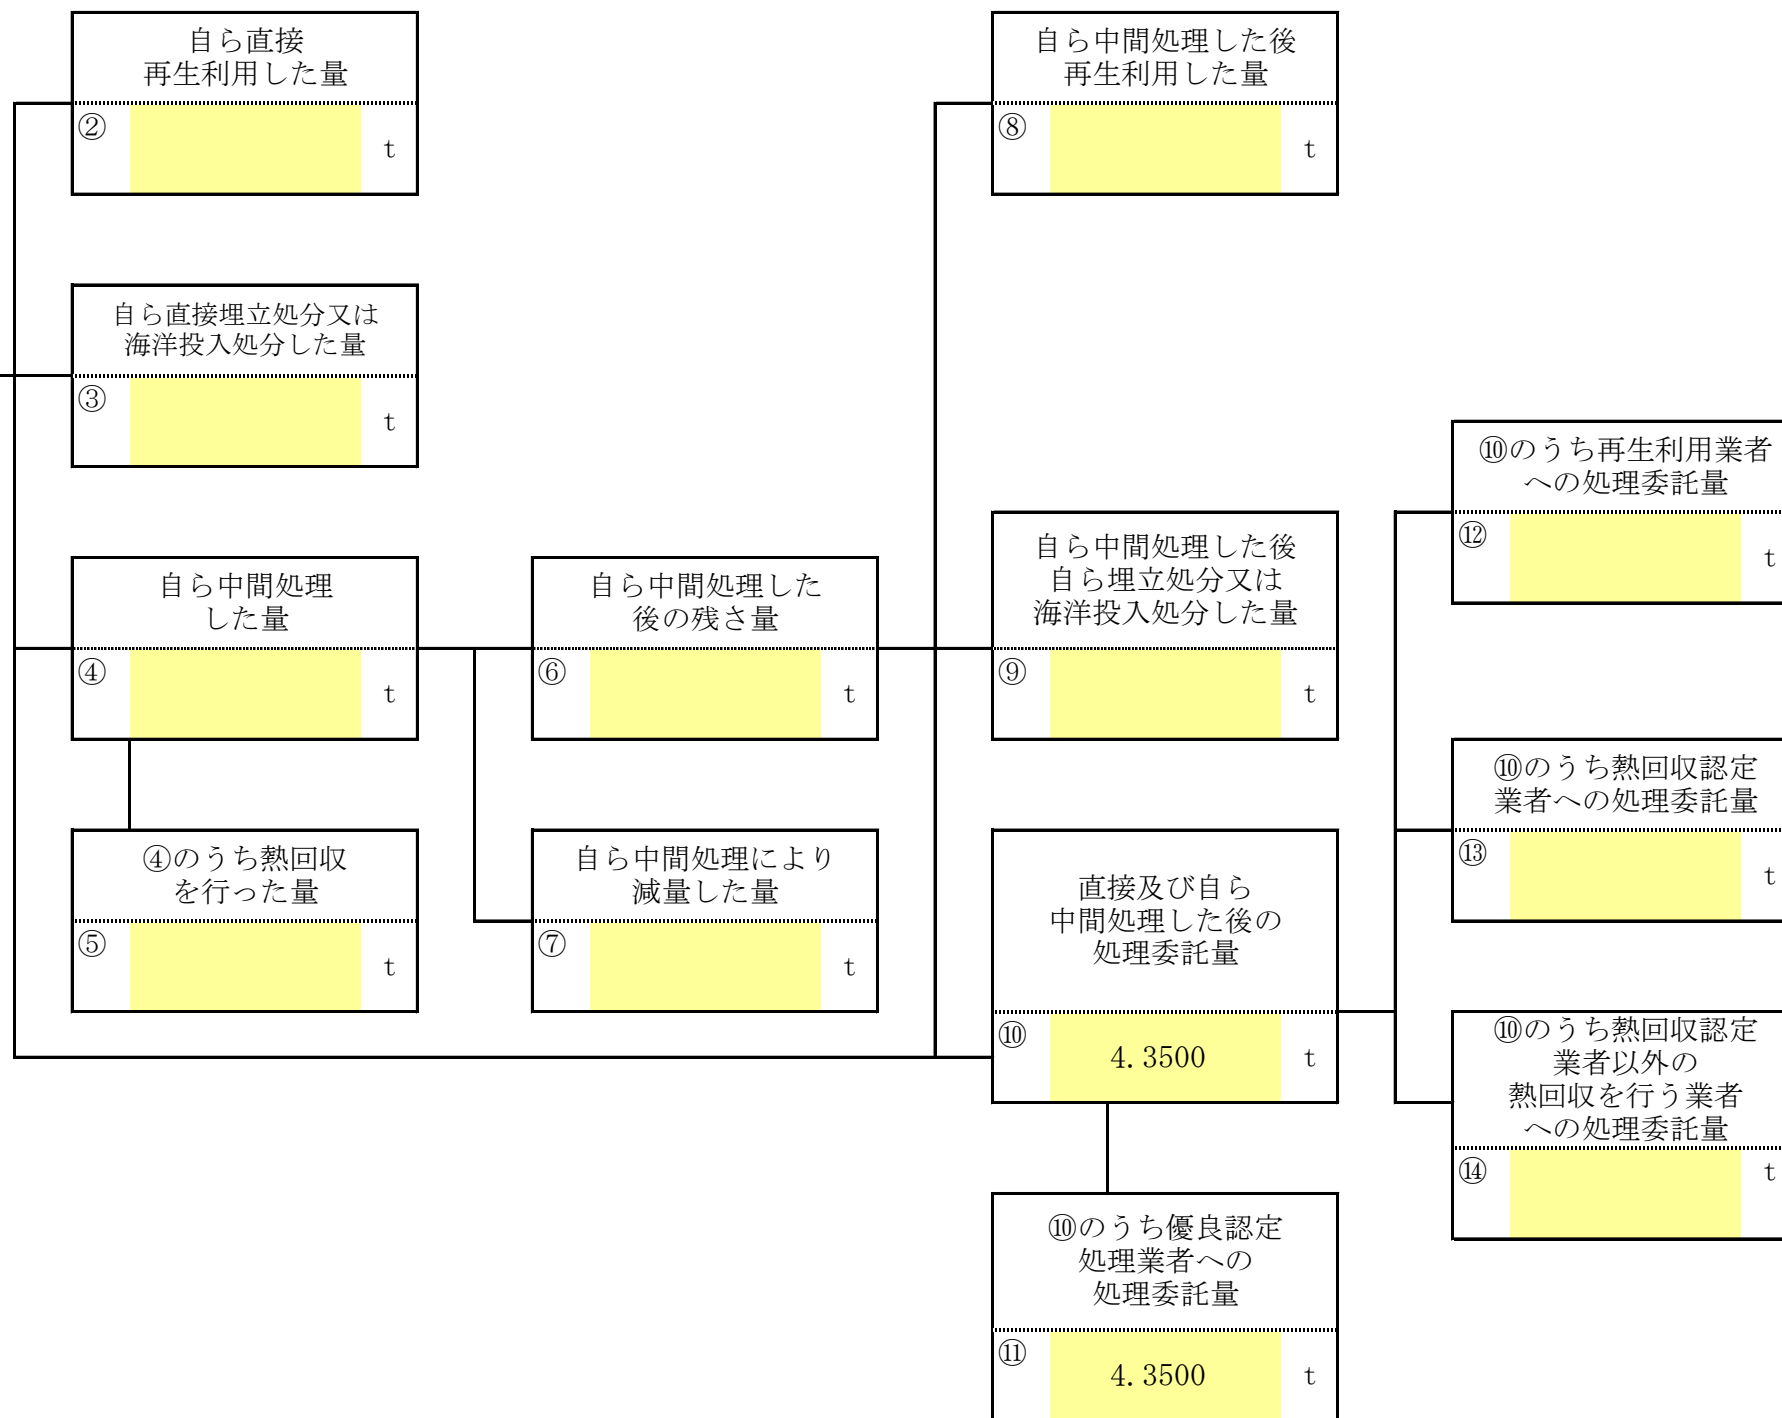 自ら直接
再生利用した量
②
t
自ら中間処理した後
再生利用した量
⑧
t
自ら直接埋立処分又は
海洋投入処分した量
③
t
⑩のうち再生利用業者
への処理委託量
⑫
t
自ら中間処理
した量
④
t
自ら中間処理した
後の残さ量
⑥
t
自ら中間処理した後
自ら埋立処分又は
海洋投入処分した量
⑨
t
⑩のうち熱回収認定
業者への処理委託量
⑬
t
④のうち熱回収
を行った量
⑤
t
自ら中間処理により
減量した量
⑦
t
直接及び自ら
中間処理した後の
処理委託量
⑩
4.3500
t
⑩のうち熱回収認定
業者以外の
熱回収を行う業者
への処理委託量
⑭
t
⑩のうち優良認定
処理業者への
処理委託量
⑪
4.3500
t